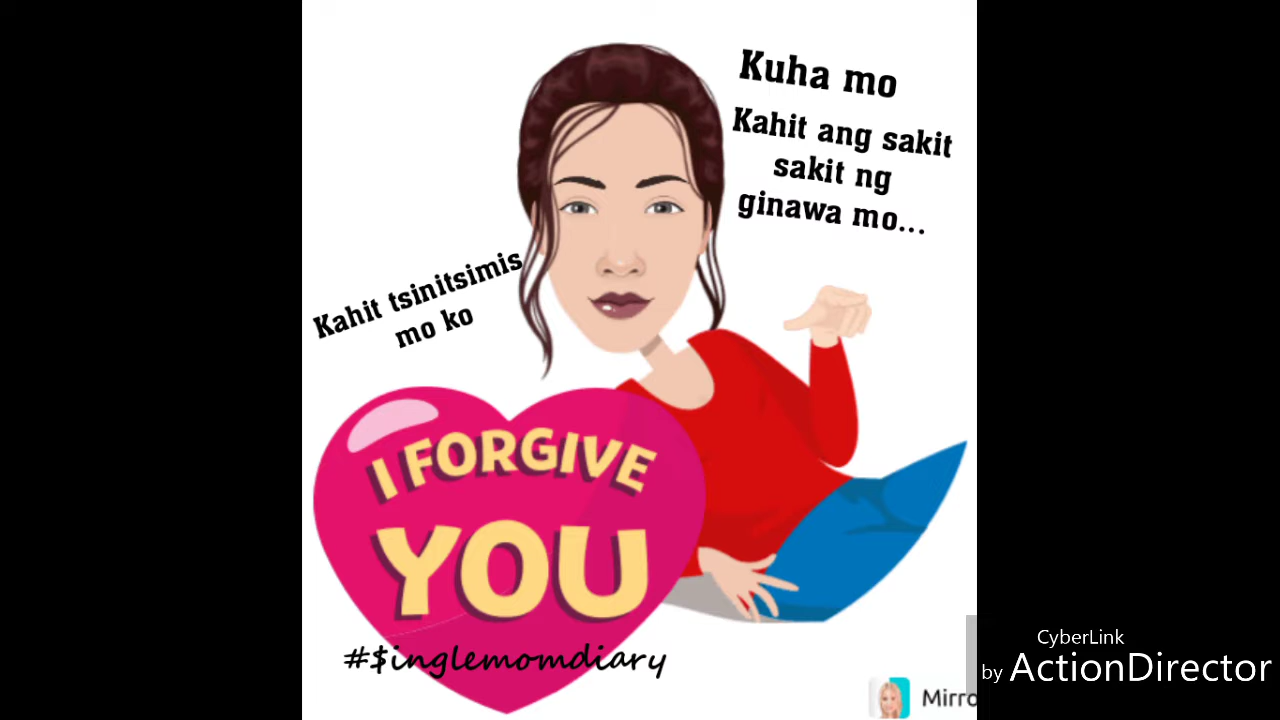 Kuha mo
Kahit ang sakit
sakit ng
ginawa mo...
Kahit tsinitsimis
mo ko
I FORGIVE
YOU
#$inglemomdiary
Mirro
CyberLink
by ActionDirector